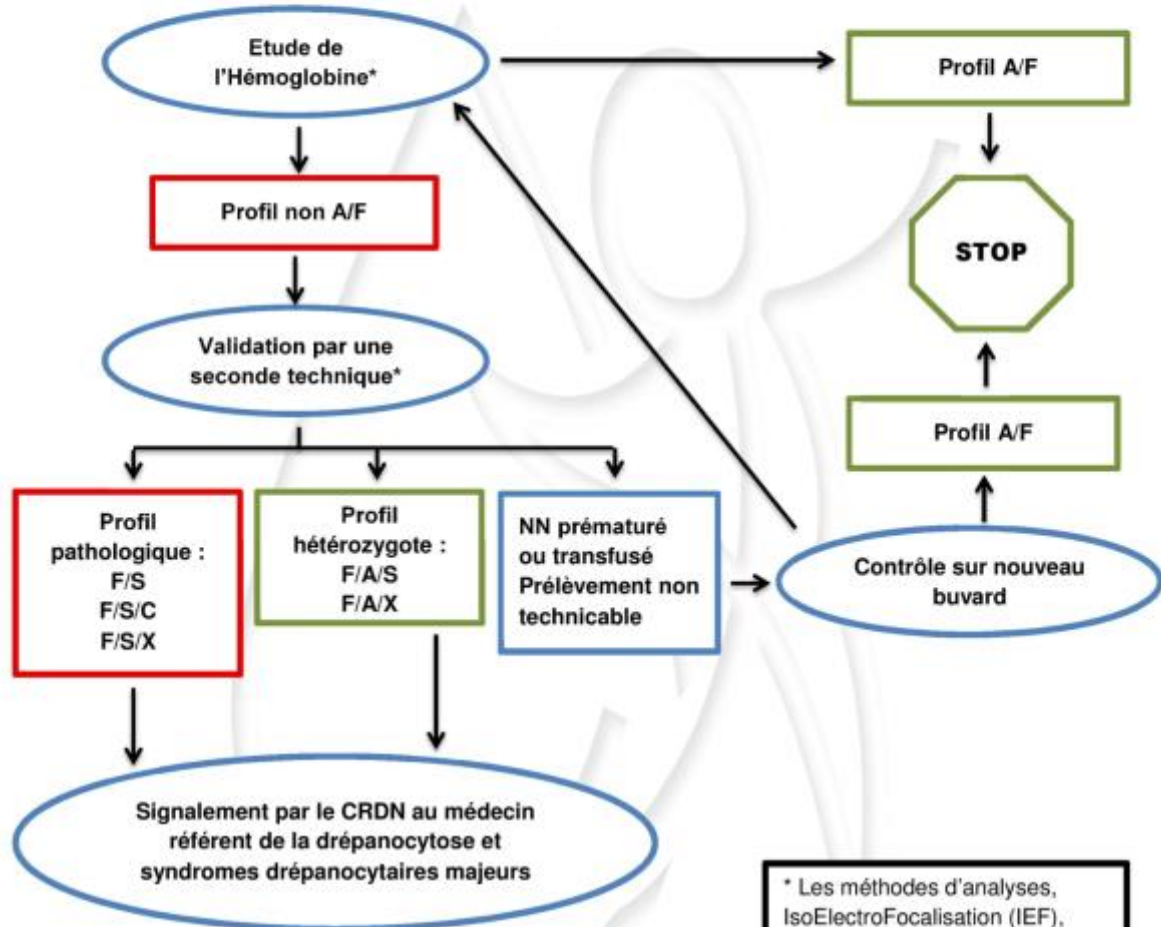 Etude de
l'Hémoglobine*
Profil A/F
Profil non A/F
STOP
Validation par une
seconde technique*
Profil A/F
Profil
pathologique :
F/S
F/S/C
F/S/X
Profil
hétérozygote :
F/A/S
F/A/X
NN prématuré
ou transfusé
Prélèvement non
technicable
Contrôle sur nouveau
buvard
Signalement par le CRDN au médecin
référent de la drépanocytose et
syndromes drépanocytaires majeurs
* Les méthodes d'analyses,
IsoElectroFocalisation (IEF),